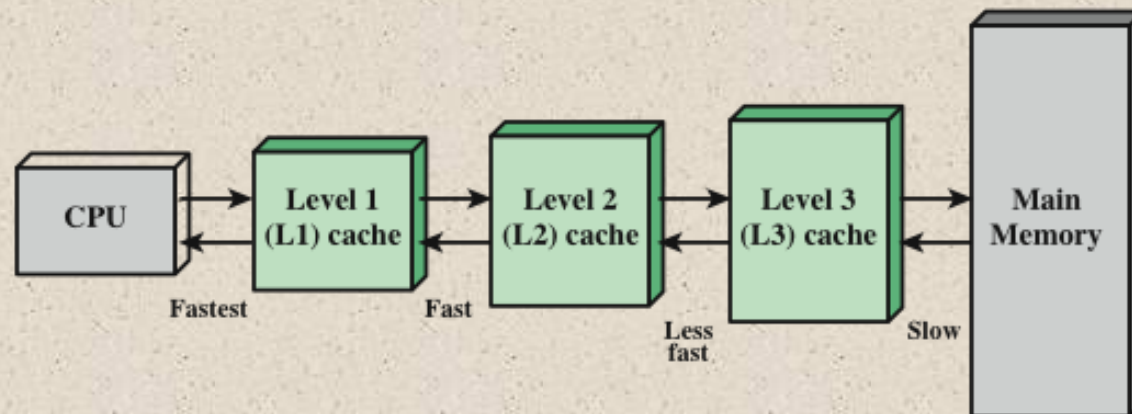 CPU
Level 1
(L1) cache
Level 2
(L2) cache
Level 3
(L3) cache
Main
Memory
Fastest
Fast
Less
fast
Slow